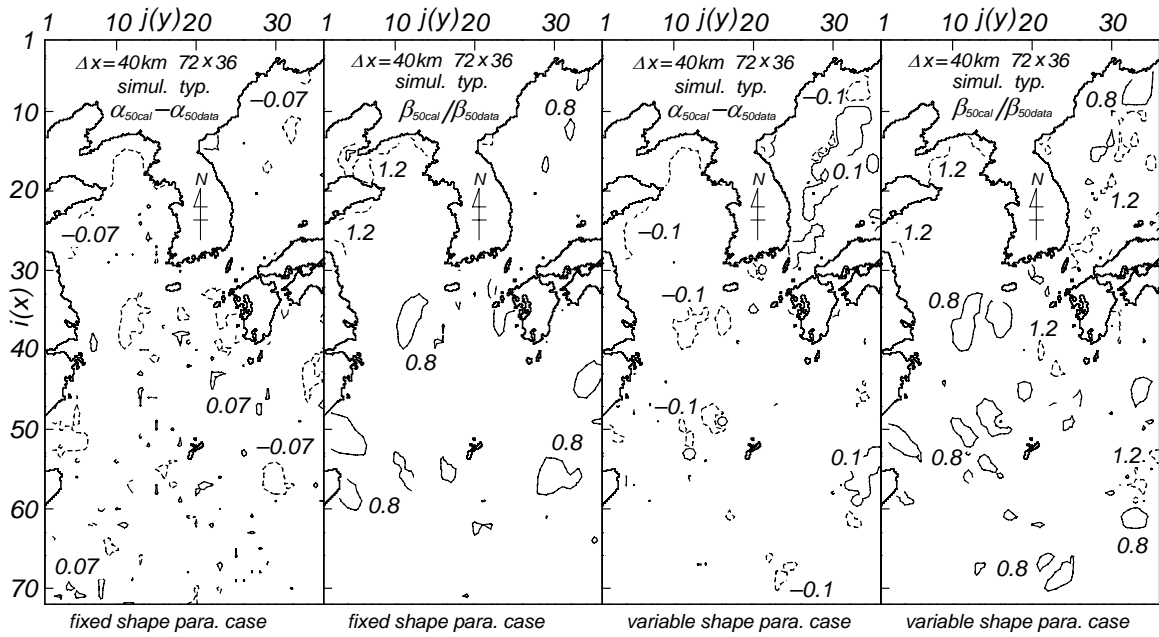 1 10 j(y) 20 30 1 10 j(y) 20 30 1 10 j(y) 20 30 1 10 j(y) 20 30
1
10
20
30
i(x)
40
50
60
70
Δx=40km 72×36
simul. typ.
α50cal−α50data
−0.07
N
−0.07
0.07
−0.07
0.07
fixed shape para. case
Δx=40km 72×36
simul. typ.
β50cal/β50data
0.8
1.2
N
1.2
0.8
0.8
0.8
fixed shape para. case
Δx=40km 72×36
simul. typ.
α50cal−α50data
−0.1
0.1
N
−0.1
−0.1
−0.1
0.1
−0.1
variable shape para. case
Δx=40km 72×36
simul. typ.
β50cal/β50data
0.8
1.2
N
1.2
1.2
0.8
1.2
0.8
1.2
0.8
0.8
variable shape para. case